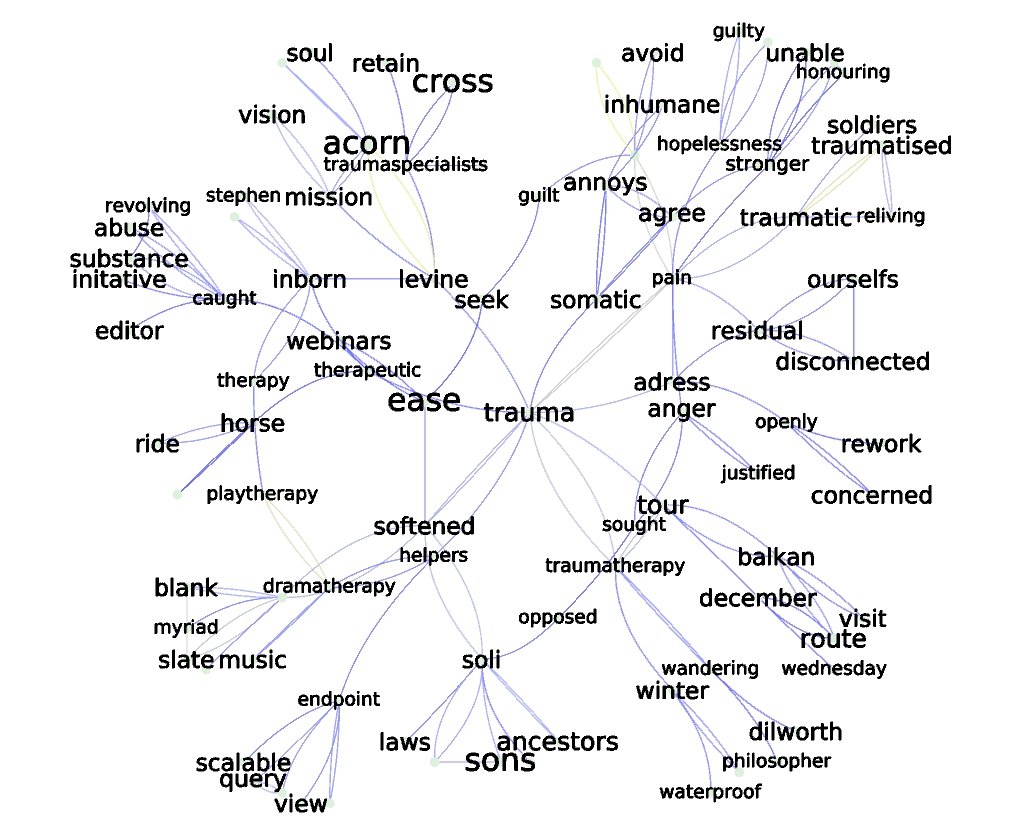 guilty
soul
avoid
unable
retain
honouring
cross
inhumane
vision
soldiers
acorn
hopelessness
traumatised
traumaspecialists
stronger
annoys
stephen
mission
guilt
revolving
agree
traumatic
reliving
abuse
substance
initative
inborn
levine
pain
ourselfs
caught
seek
somatic
editor
residual
webinars
disconnected
therapeutic
therapy
adress
ease
trauma
anger
horse
openly
ride
rework
justified
playtherapy
concerned
tour
softened
sought
helpers
balkan
traumatherapy
blank
dramatherapy
december
myriad
opposed
visit
route
slate
music
soli
wandering
wednesday
winter
endpoint
dilworth
laws
ancestors
scalable
sons
philosopher
query
waterproof
view